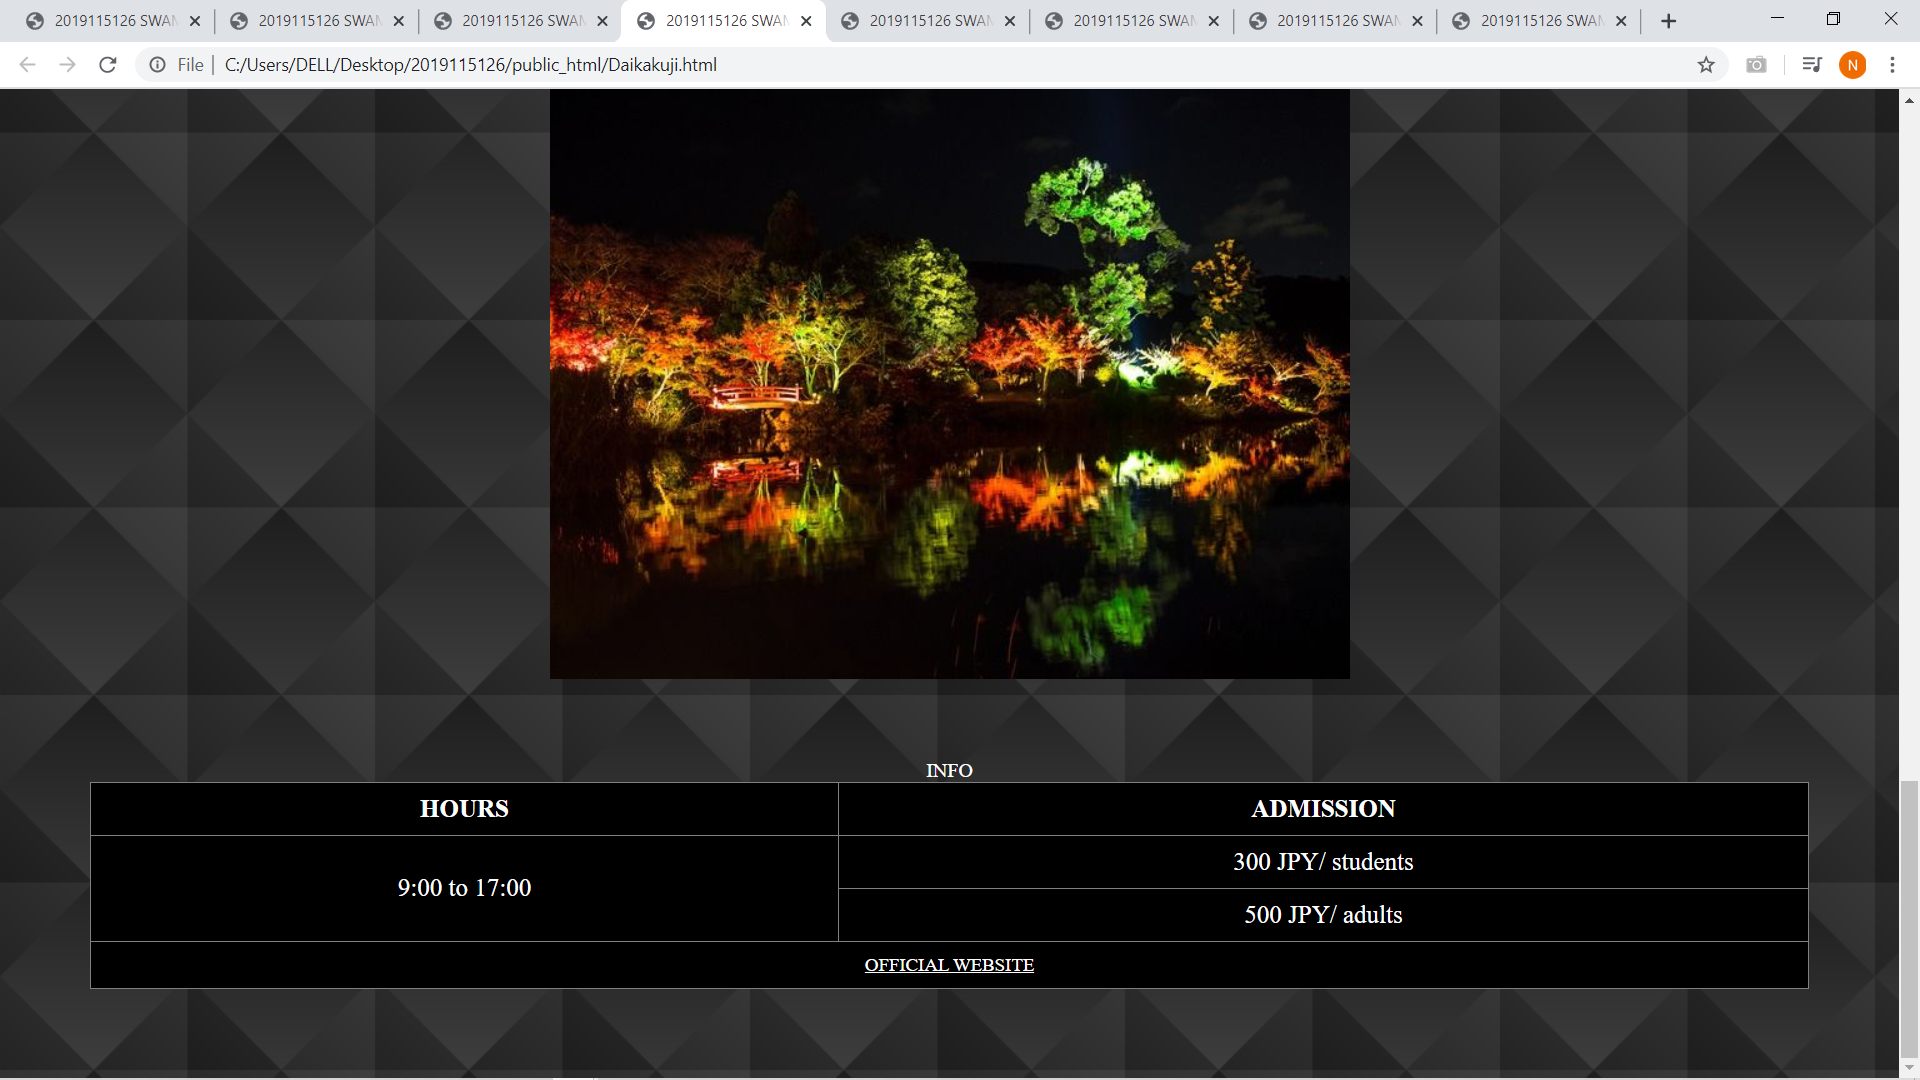 2019115126 SWAN
2019115126 SWAN
2019115126 SWAN
2019115126 SWAN
2019115126 SWAN
2019115126 SWAN
2019115126 SWAN
2019115126 SWAN
File
C:/Users/DELL/Desktop/2019115126/public_html/Daikakuji.html
N
INFO
HOURS
ADMISSION
9:00 to 17:00
300 JPY/ students
500 JPY/ adults
OFFICIAL WEBSITE